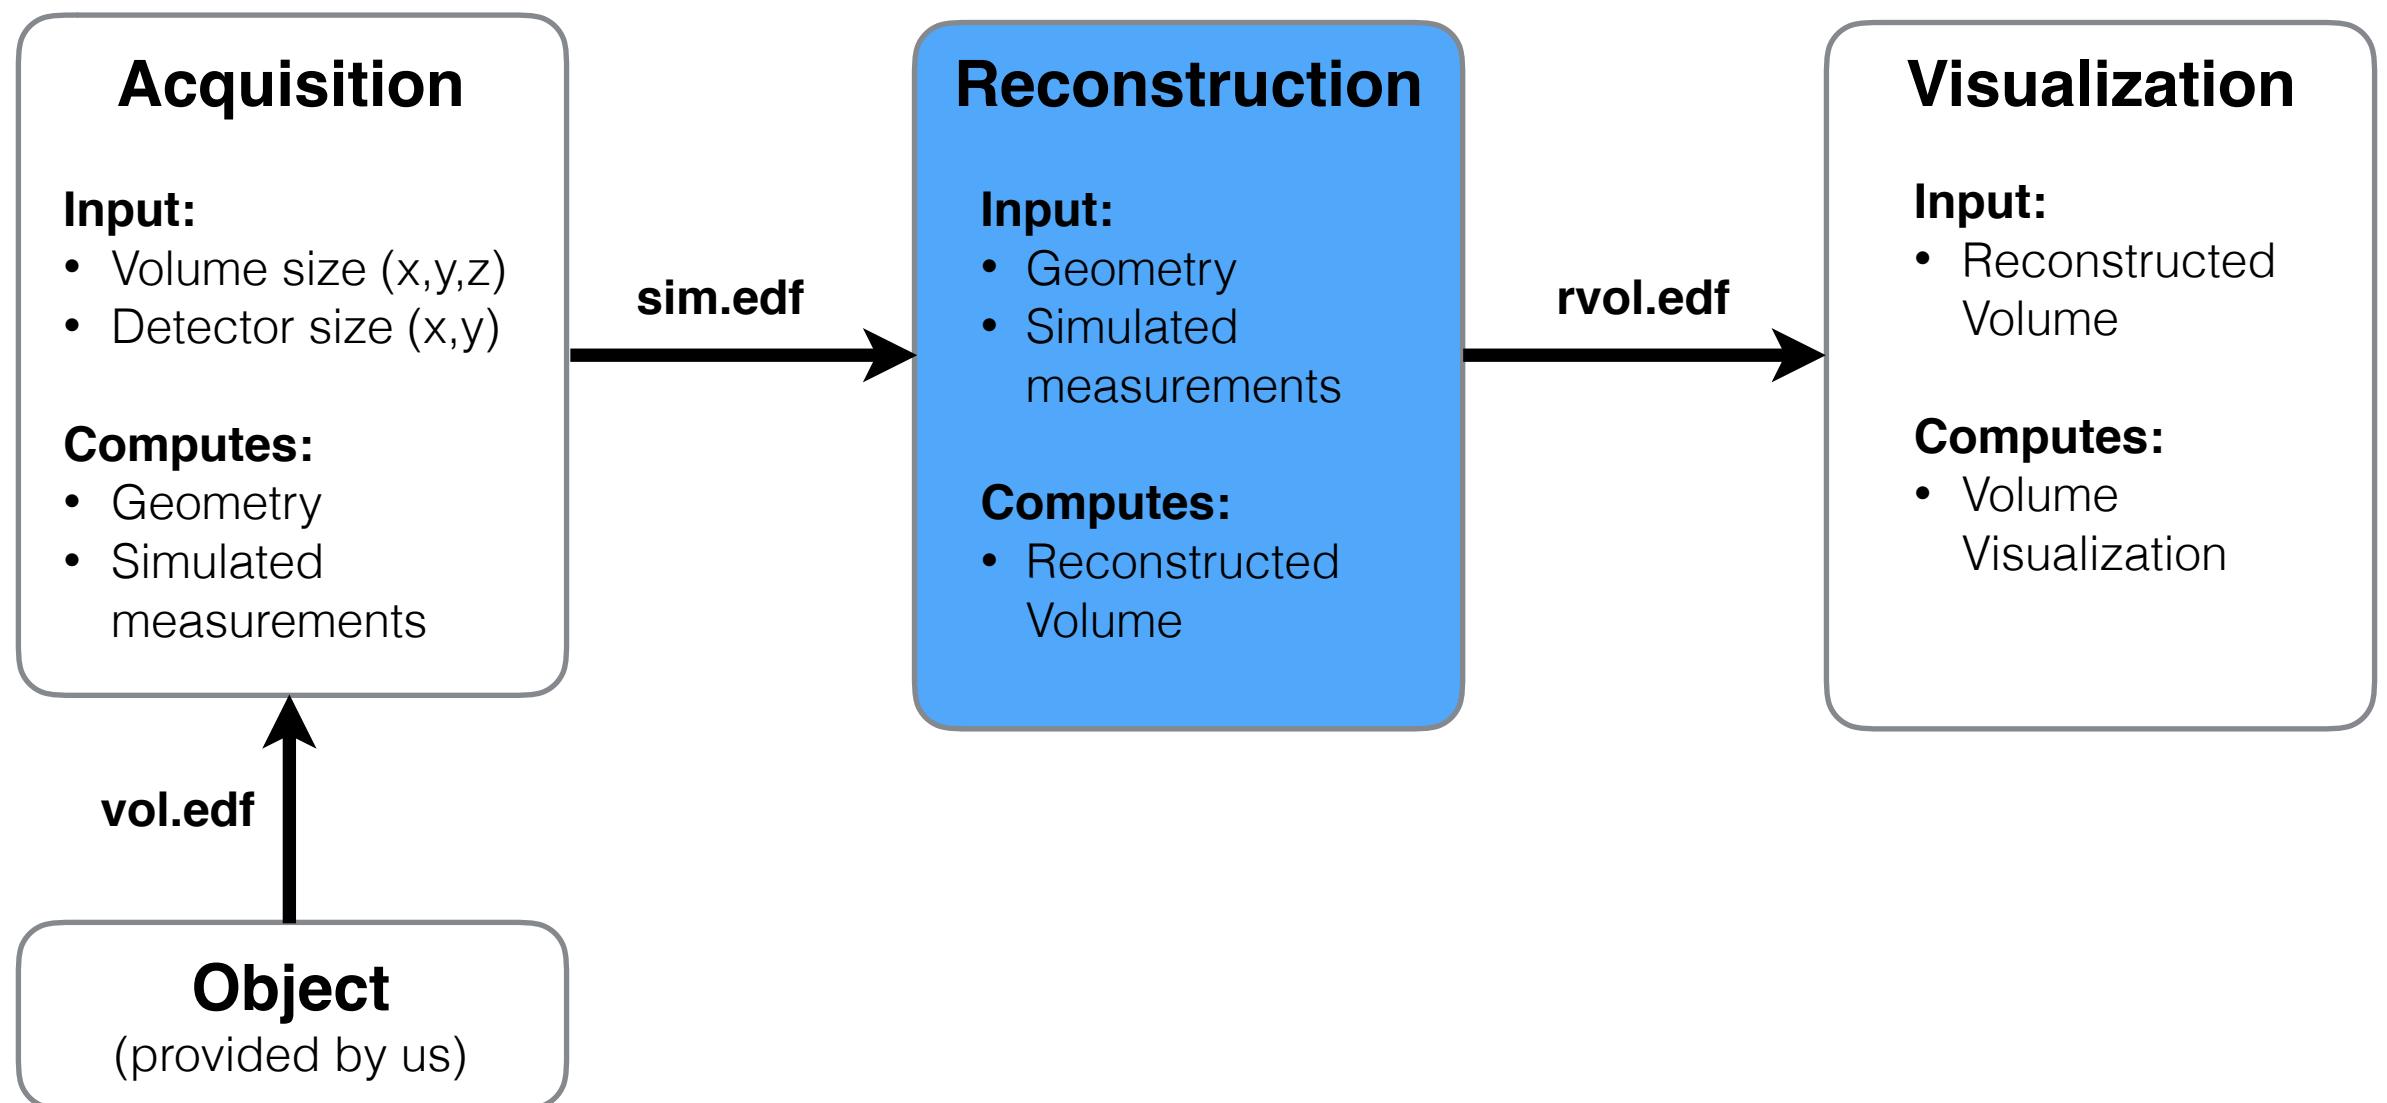 Acquisition
Input:
• Volume size (x,y,z)
• Detector size (x,y)
Computes:
• Geometry
• Simulated
measurements
sim.edf
Reconstruction
Input:
• Geometry
• Simulated
measurements
Computes:
• Reconstructed
Volume
rvol.edf
Visualization
Input:
• Reconstructed
Volume
Computes:
• Volume
Visualization
vol.edf
Object
(provided by us)